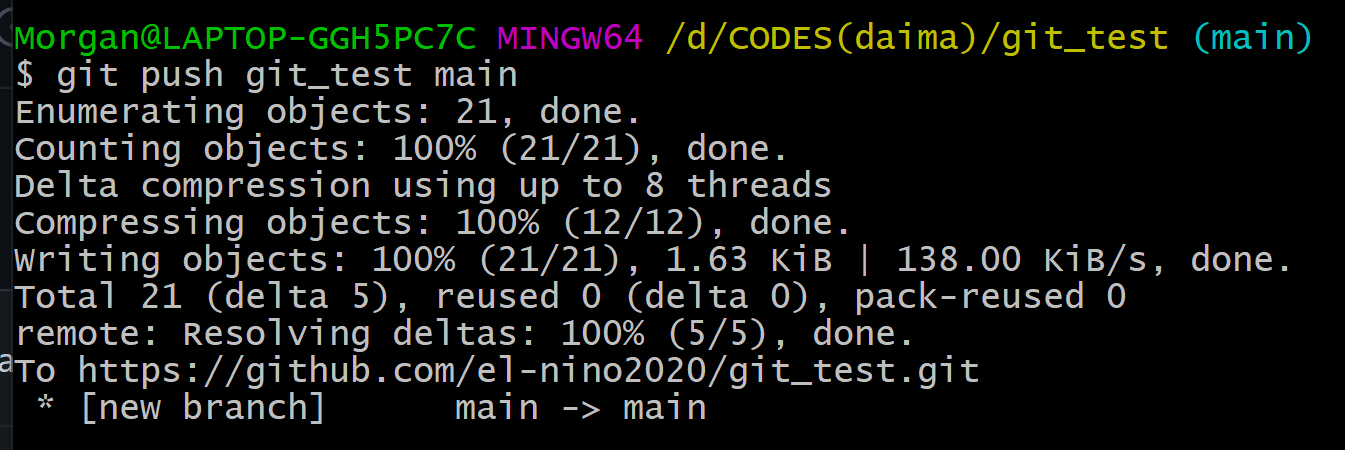 Morgan@LAPTOP-GGH5PC7C MINGW64 /d/CODES(daima)/git_test (main)
$ git push git_test main
Enumerating objects: 21, done.
Counting objects: 100% (21/21), done.
Delta compression using up to 8 threads
Compressing objects: 100% (12/12), done.
Writing objects: 100% (21/21), 1.63 KiB | 138.00 KiB/s, done.
Total 21 (delta 5), reused 0 (delta 0), pack-reused 0
remote: Resolving deltas: 100% (5/5), done.
To https://github.com/el-nino2020/git_test.git
 * [new branch]      main -> main